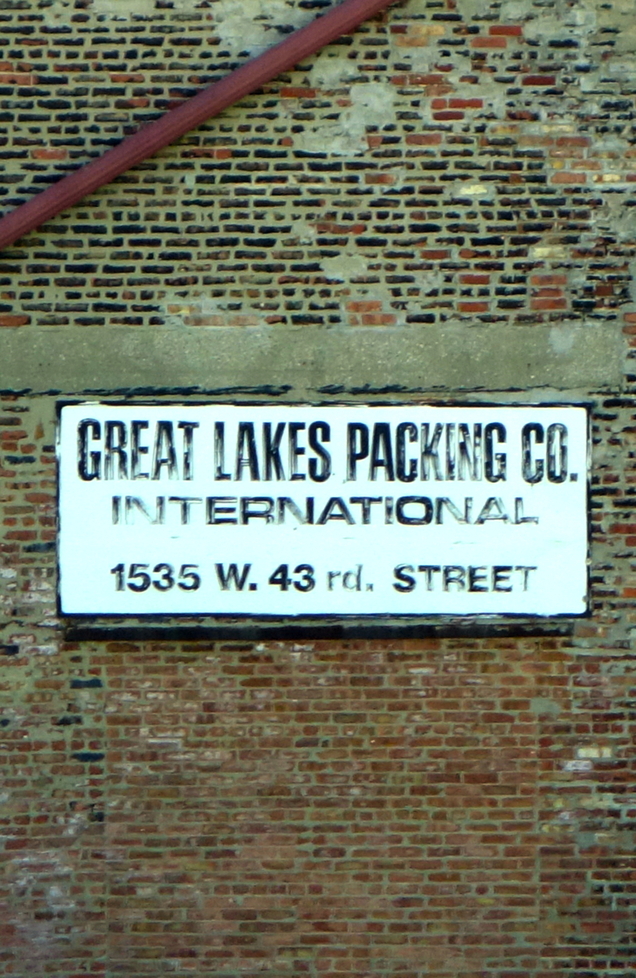 GREAT LAKES PACKING CO.
INTERNATIONAL
1535 W. 43 rd. STREET